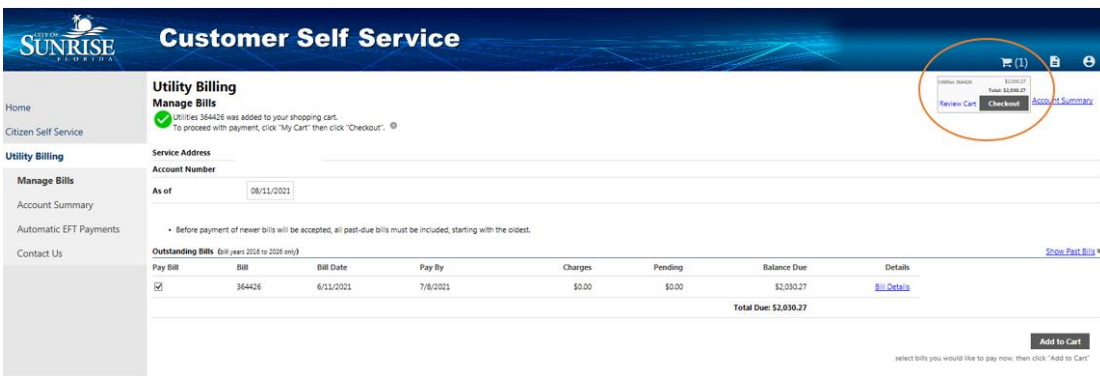 CITY OF
SUNRISE
FLORIDA
Customer Self Service
(1)
Utilities 364426 $2,030.27
Total: $2,030.27
Review Cart Checkout
Account Summary
Home
Citizen Self Service
Utility Billing
Manage Bills
Account Summary
Automatic EFT Payments
Contact Us
Utility Billing
Manage Bills
Utilities 364426 was added to your shopping cart.
To proceed with payment, click "My Cart" then click "Checkout".
Service Address
Account Number
As of 08/11/2021
• Before payment of newer bills will be accepted, all past-due bills must be included, starting with the oldest.
Outstanding Bills (bill years 2016 to 2026 only) Show Past Bills
Pay Bill Bill Bill Date Pay By Charges Pending Balance Due Details
364426 6/11/2021 7/8/2021 $0.00 $0.00 $2,030.27 Bill Details
Total Due: $2,030.27
Add to Cart
select bills you would like to pay now, then click "Add to Cart"